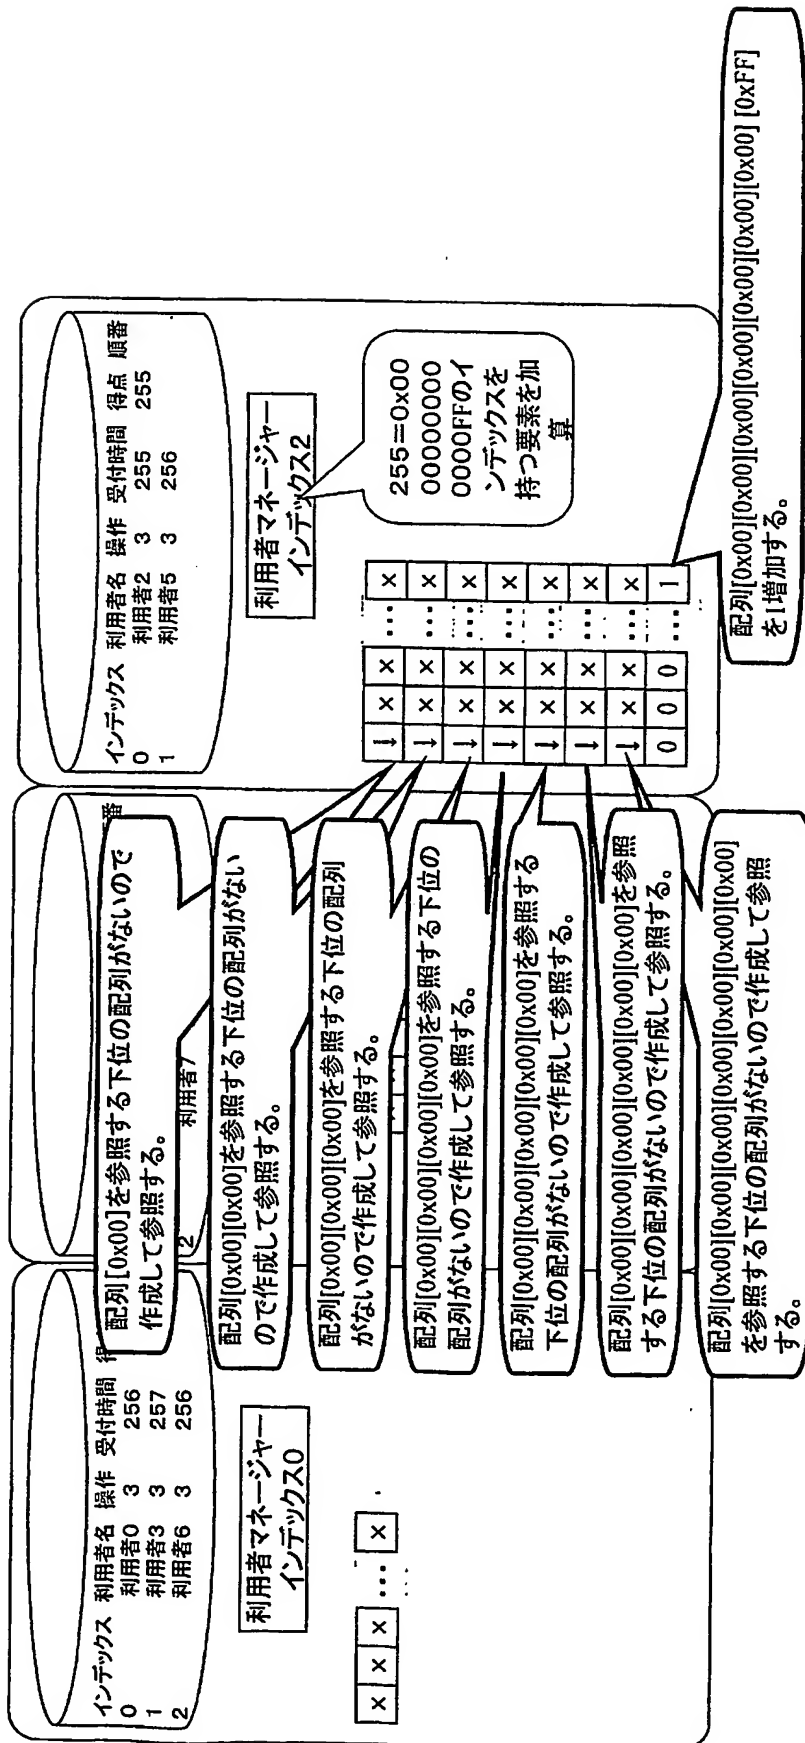 インデックス 利用者名 操作 受付時間 得
0 利用者0 3 256
1 利用者3 3 257
2 利用者6 3 256
利用者マネージャー
インデックス0
× × × … ×
番
2 利用者7
配列[0x00]を参照する下位の配列がないので
作成して参照する。
配列[0x00][0x00]を参照する下位の配列がない
ので作成して参照する。
配列[0x00][0x00][0x00]を参照する下位の配列
がないので作成して参照する。
配列[0x00][0x00][0x00][0x00]を参照する下位の
配列がないので作成して参照する。
配列[0x00][0x00][0x00][0x00][0x00]を参照する
下位の配列がないので作成して参照する。
配列[0x00][0x00][0x00][0x00][0x00][0x00]を参照
する下位の配列がないので作成して参照する。
配列[0x00][0x00][0x00][0x00][0x00][0x00][0x00]
を参照する下位の配列がないので作成して参照
する。
インデックス 利用者名 操作 受付時間 得点 順番
0 利用者2 3 255 255
1 利用者5 3 256
利用者マネージャー
インデックス2
255=0x00
00000000
0000FFのイ
ンデックスを
持つ要素を加
算
↓ × × … ×
↓ × × … ×
↓ × × … ×
↓ × × … ×
↓ × × … ×
↓ × × … ×
↓ × × … ×
0 0 0 … 1
配列[0x00][0x00][0x00][0x00][0x00][0x00][0x00] [0xFF]
を1増加する。